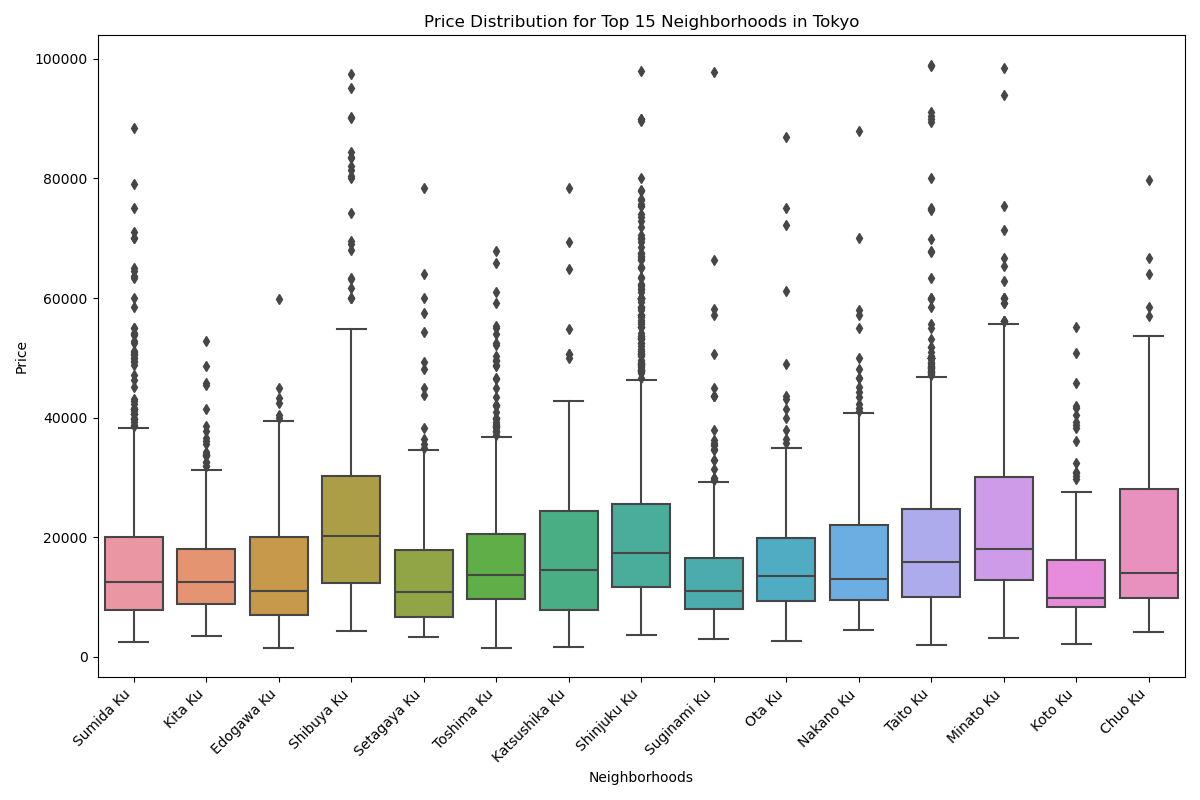 Price Distribution for Top 15 Neighborhoods in Tokyo
Price
100000
80000
60000
40000
20000
0
Sumida Ku
Kita Ku
Edogawa Ku
Shibuya Ku
Setagaya Ku
Toshima Ku
Katsushika Ku
Shinjuku Ku
Suginami Ku
Ota Ku
Nakano Ku
Taito Ku
Minato Ku
Koto Ku
Chuo Ku
Neighborhoods